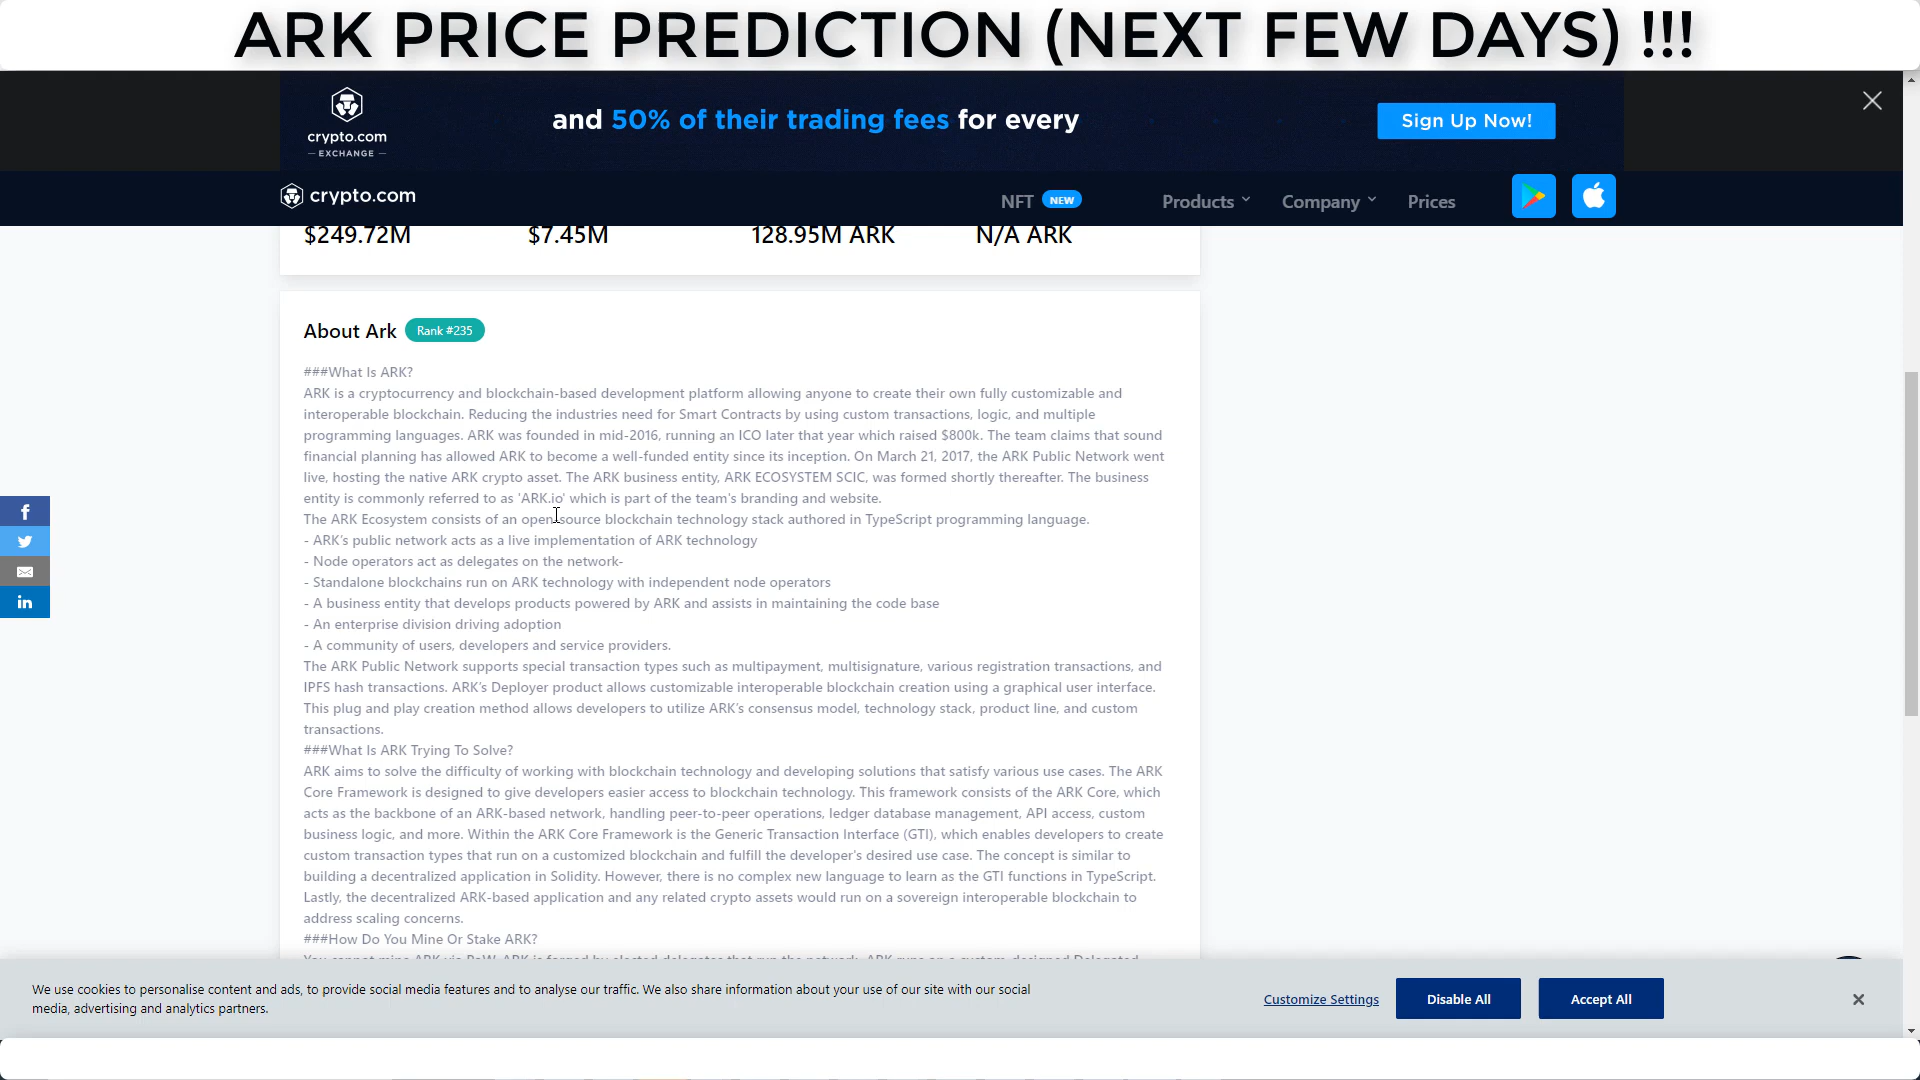 ARK PRICE PREDICTION (NEXT FEW DAYS) !!!
crypto.com
— EXCHANGE —
and 50% of their trading fees for every
Sign Up Now!
crypto.com
NFT NEW Products Company Prices
$249.72M $7.45M 128.95M ARK N/A ARK
About Ark Rank #235
###What Is ARK?
ARK is a cryptocurrency and blockchain-based development platform allowing anyone to create their own fully customizable and
interoperable blockchain. Reducing the industries need for Smart Contracts by using custom transactions, logic, and multiple
programming languages. ARK was founded in mid-2016, running an ICO later that year which raised $800k. The team claims that sound
financial planning has allowed ARK to become a well-funded entity since its inception. On March 21, 2017, the ARK Public Network went
live, hosting the native ARK crypto asset. The ARK business entity, ARK ECOSYSTEM SCIC, was formed shortly thereafter. The business
entity is commonly referred to as 'ARK.io' which is part of the team's branding and website.
The ARK Ecosystem consists of an open-source blockchain technology stack authored in TypeScript programming language.
- ARK's public network acts as a live implementation of ARK technology
- Node operators act as delegates on the network-
- Standalone blockchains run on ARK technology with independent node operators
- A business entity that develops products powered by ARK and assists in maintaining the code base
- An enterprise division driving adoption
- A community of users, developers and service providers.
The ARK Public Network supports special transaction types such as multipayment, multisignature, various registration transactions, and
IPFS hash transactions. ARK's Deployer product allows customizable interoperable blockchain creation using a graphical user interface.
This plug and play creation method allows developers to utilize ARK's consensus model, technology stack, product line, and custom
transactions.
###What Is ARK Trying To Solve?
ARK aims to solve the difficulty of working with blockchain technology and developing solutions that satisfy various use cases. The ARK
Core Framework is designed to give developers easier access to blockchain technology. This framework consists of the ARK Core, which
acts as the backbone of an ARK-based network, handling peer-to-peer operations, ledger database management, API access, custom
business logic, and more. Within the ARK Core Framework is the Generic Transaction Interface (GTI), which enables developers to create
custom transaction types that run on a customized blockchain and fulfill the developer's desired use case. The concept is similar to
building a decentralized application in Solidity. However, there is no complex new language to learn as the GTI functions in TypeScript.
Lastly, the decentralized ARK-based application and any related crypto assets would run on a sovereign interoperable blockchain to
address scaling concerns.
###How Do You Mine Or Stake ARK?
We use cookies to personalise content and ads, to provide social media features and to analyse our traffic. We also share information about your use of our site with our social
media, advertising and analytics partners.
Customize Settings
Disable All
Accept All